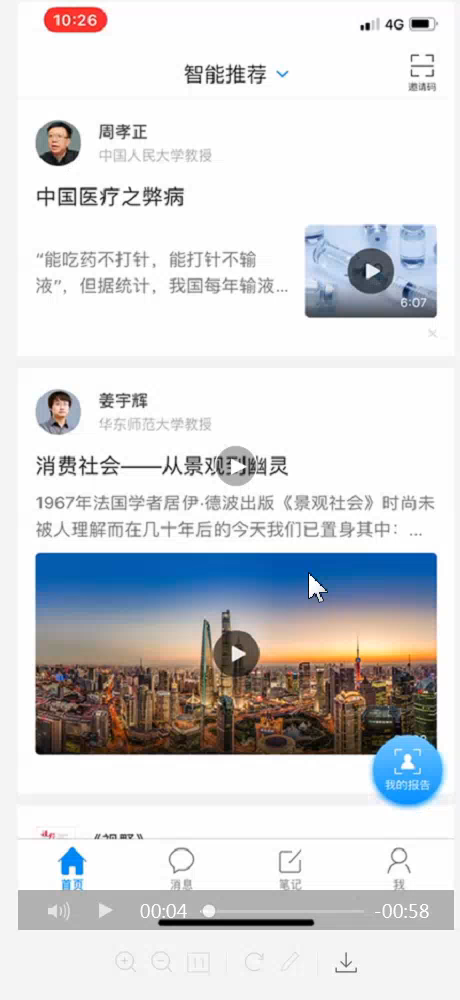 10:26
4G
智能推荐
邀请码
周孝正
中国人民大学教授
中国医疗之弊病
“能吃药不打针，能打针不输
液”，但据统计，我国每年输液...
6:07
姜宇辉
华东师范大学教授
消费社会——从景观到幽灵
1967年法国学者居伊·德波出版《景观社会》时尚未
被人理解而在几十年后的今天我们已置身其中：...
我的报告
《视野》
首页
消息
笔记
我
00:04
-00:58